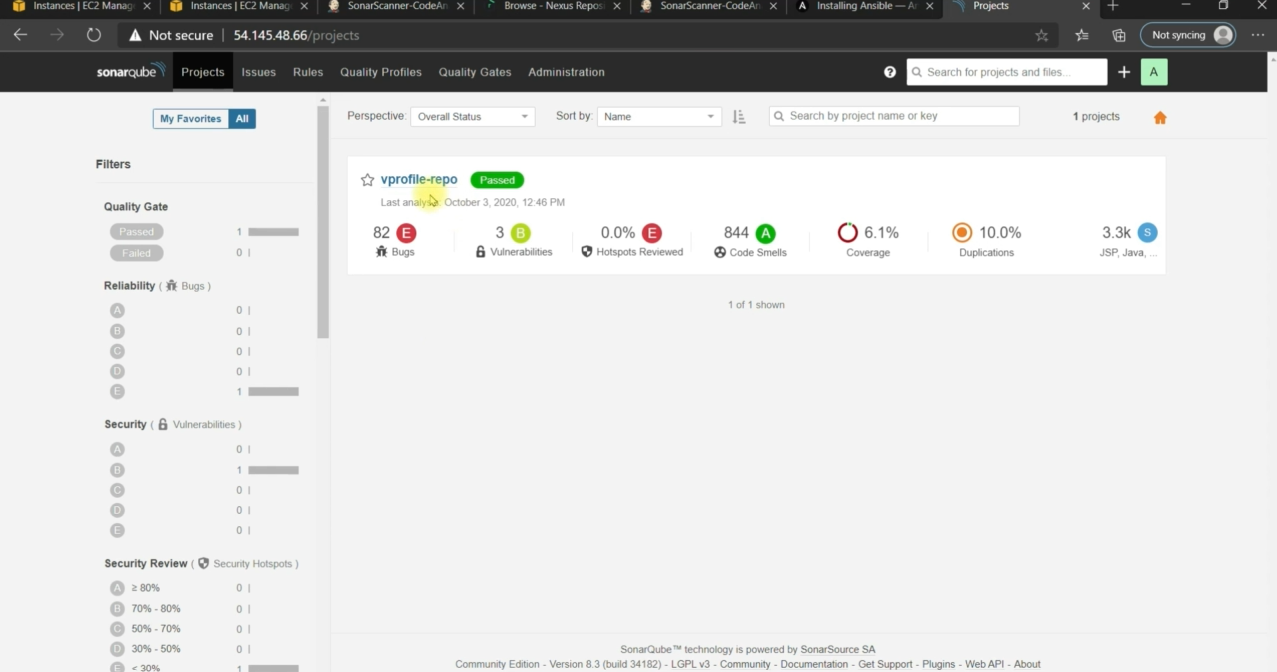 Instances | EC2 Manag
Instances | EC2 Manag
SonarScanner-CodeAn
Browse - Nexus Repos
SonarScanner-CodeAn
Installing Ansible — An
Projects
Not secure | 54.145.48.66/projects
Not syncing
sonarqube Projects Issues Rules Quality Profiles Quality Gates Administration
Search for projects and files...
A
My Favorites All
Perspective: Overall Status
Sort by: Name
Search by project name or key
1 projects
Filters
Quality Gate
Passed 1
Failed 0
Reliability ( Bugs )
A 0
B 0
C 0
D 0
E 1
Security ( Vulnerabilities )
A 0
B 1
C 0
D 0
E 0
Security Review ( Security Hotspots )
A ≥ 80% 0
B 70% - 80% 0
C 50% - 70% 0
D 30% - 50% 0
E < 30% 1
vprofile-repo Passed
October 3, 2020, 12:46 PM
82 E
Bugs
3 B
Vulnerabilities
0.0% E
Hotspots Reviewed
844 A
Code Smells
6.1%
Coverage
10.0%
Duplications
3.3k S
JSP, Java, ...
1 of 1 shown
SonarQube™ technology is powered by SonarSource SA
Community Edition - Version 8.3 (build 34182) - LGPL v3 - Community - Documentation - Get Support - Plugins - Web API - About